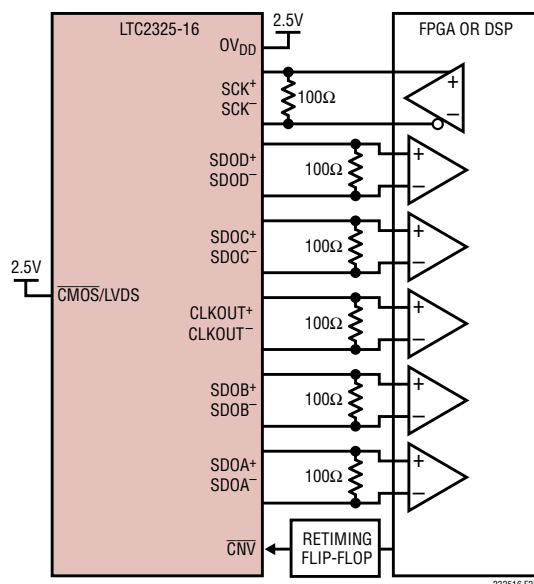 LTC2325-16
2.5V
OVDD
FPGA OR DSP
SCK+
SCK–
100Ω
+
–
SDOD+
SDOD–
100Ω
+
–
SDOC+
SDOC–
100Ω
+
–
2.5V
CMOS/LVDS
CLKOUT+
CLKOUT–
100Ω
+
–
SDOB+
SDOB–
100Ω
+
–
SDOA+
SDOA–
100Ω
+
–
CNV
RETIMING
FLIP-FLOP